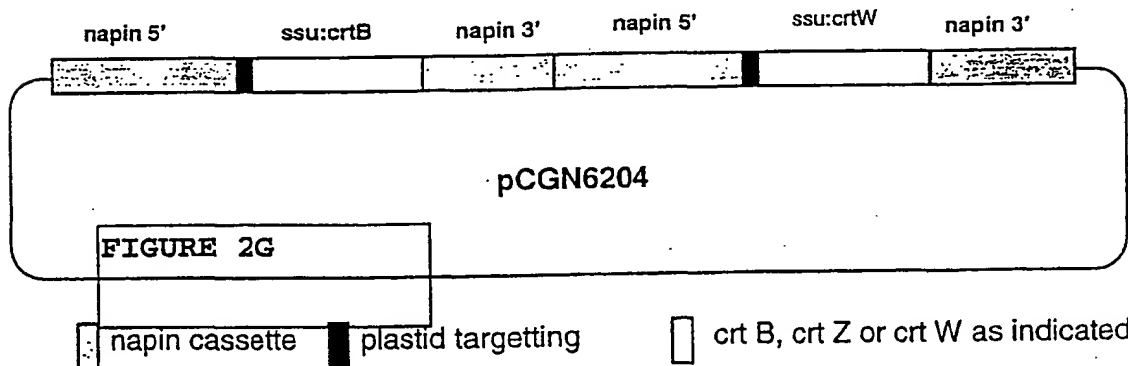 napin 5′ ssu:crtB napin 3′ napin 5′ ssu:crtW napin 3′
pCGN6204
FIGURE 2G
napin cassette plastid targetting crt B, crt Z or crt W as indicated